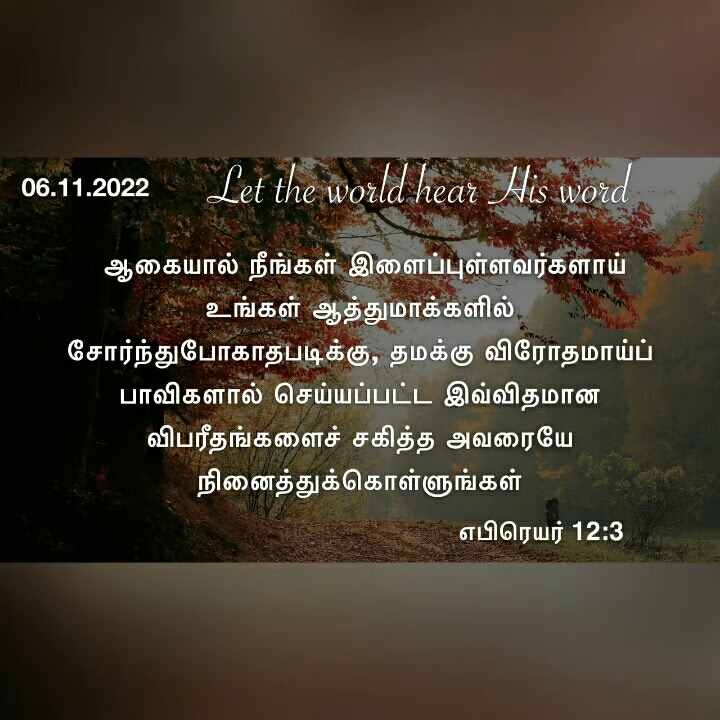 06.11.2022 Let the world hear His word
ஆகையால் நீங்கள் இளைப்புள்ளவர்களாய்
உங்கள் ஆத்துமாக்களில்
சோர்ந்துபோகாதபடிக்கு, தமக்கு விரோதமாய்ப்
பாவிகளால் செய்யப்பட்ட இவ்விதமான
விபரீதங்களைச் சகித்த அவரையே
நினைத்துக்கொள்ளுங்கள்
எபிரெயர் 12:3